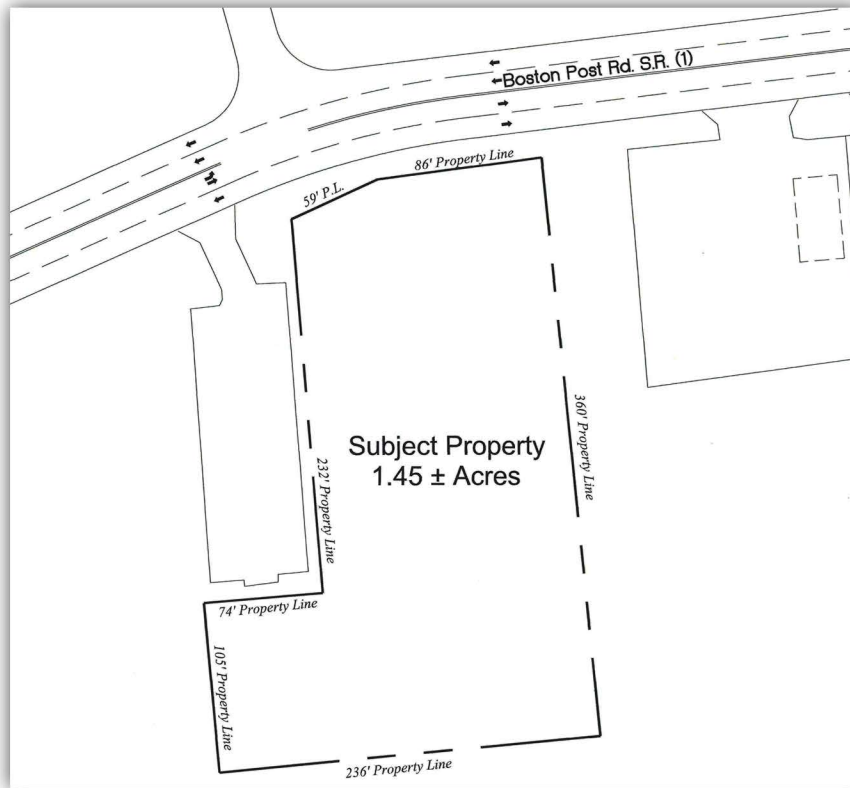 Boston Post Rd. S.R. (1)
86' Property Line
59' P.L.
360' Property Line
Subject Property
1.45 ± Acres
232' Property Line
74' Property Line
105' Property Line
236' Property Line